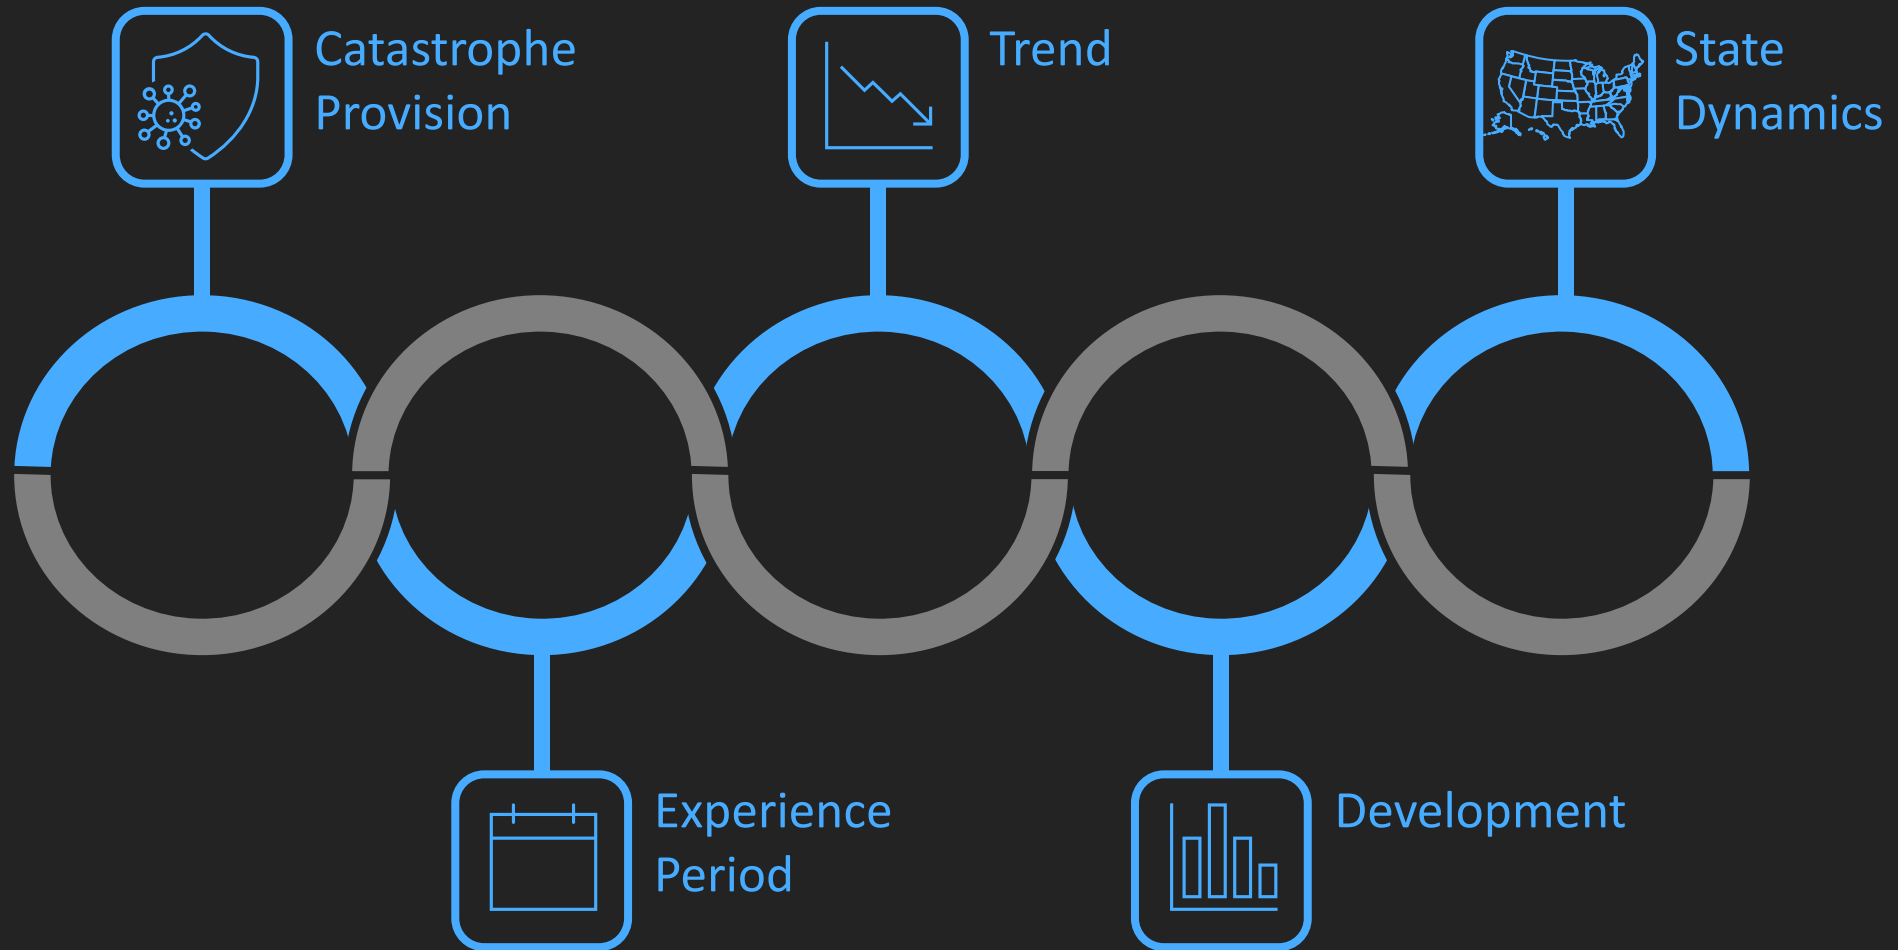 Catastrophe
Provision
Trend
State
Dynamics
Experience
Period
Development